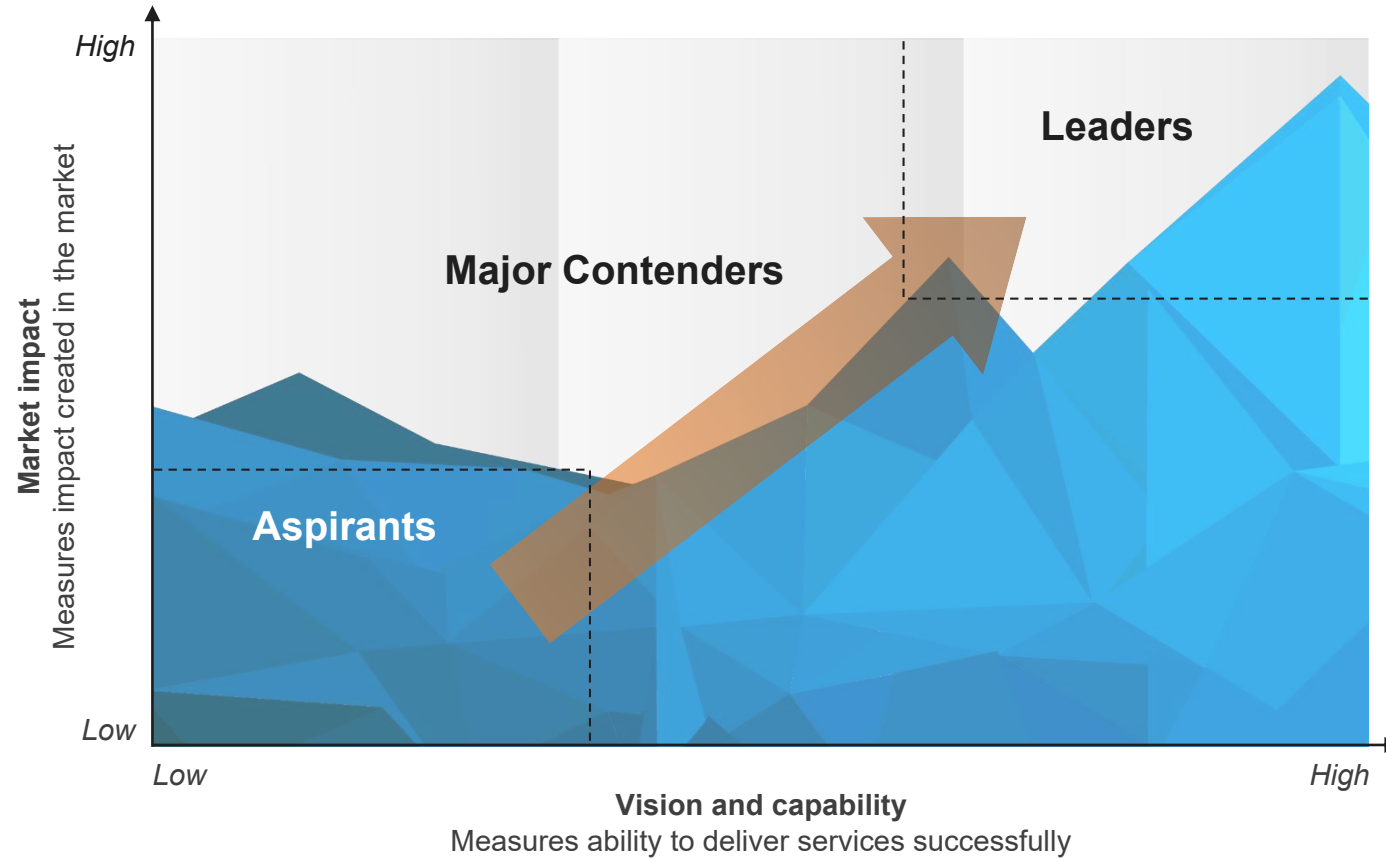 High
Leaders
Major Contenders
Market impact
Measures impact created in the market
Aspirants
Low
Low
High
Vision and capability
Measures ability to deliver services successfully